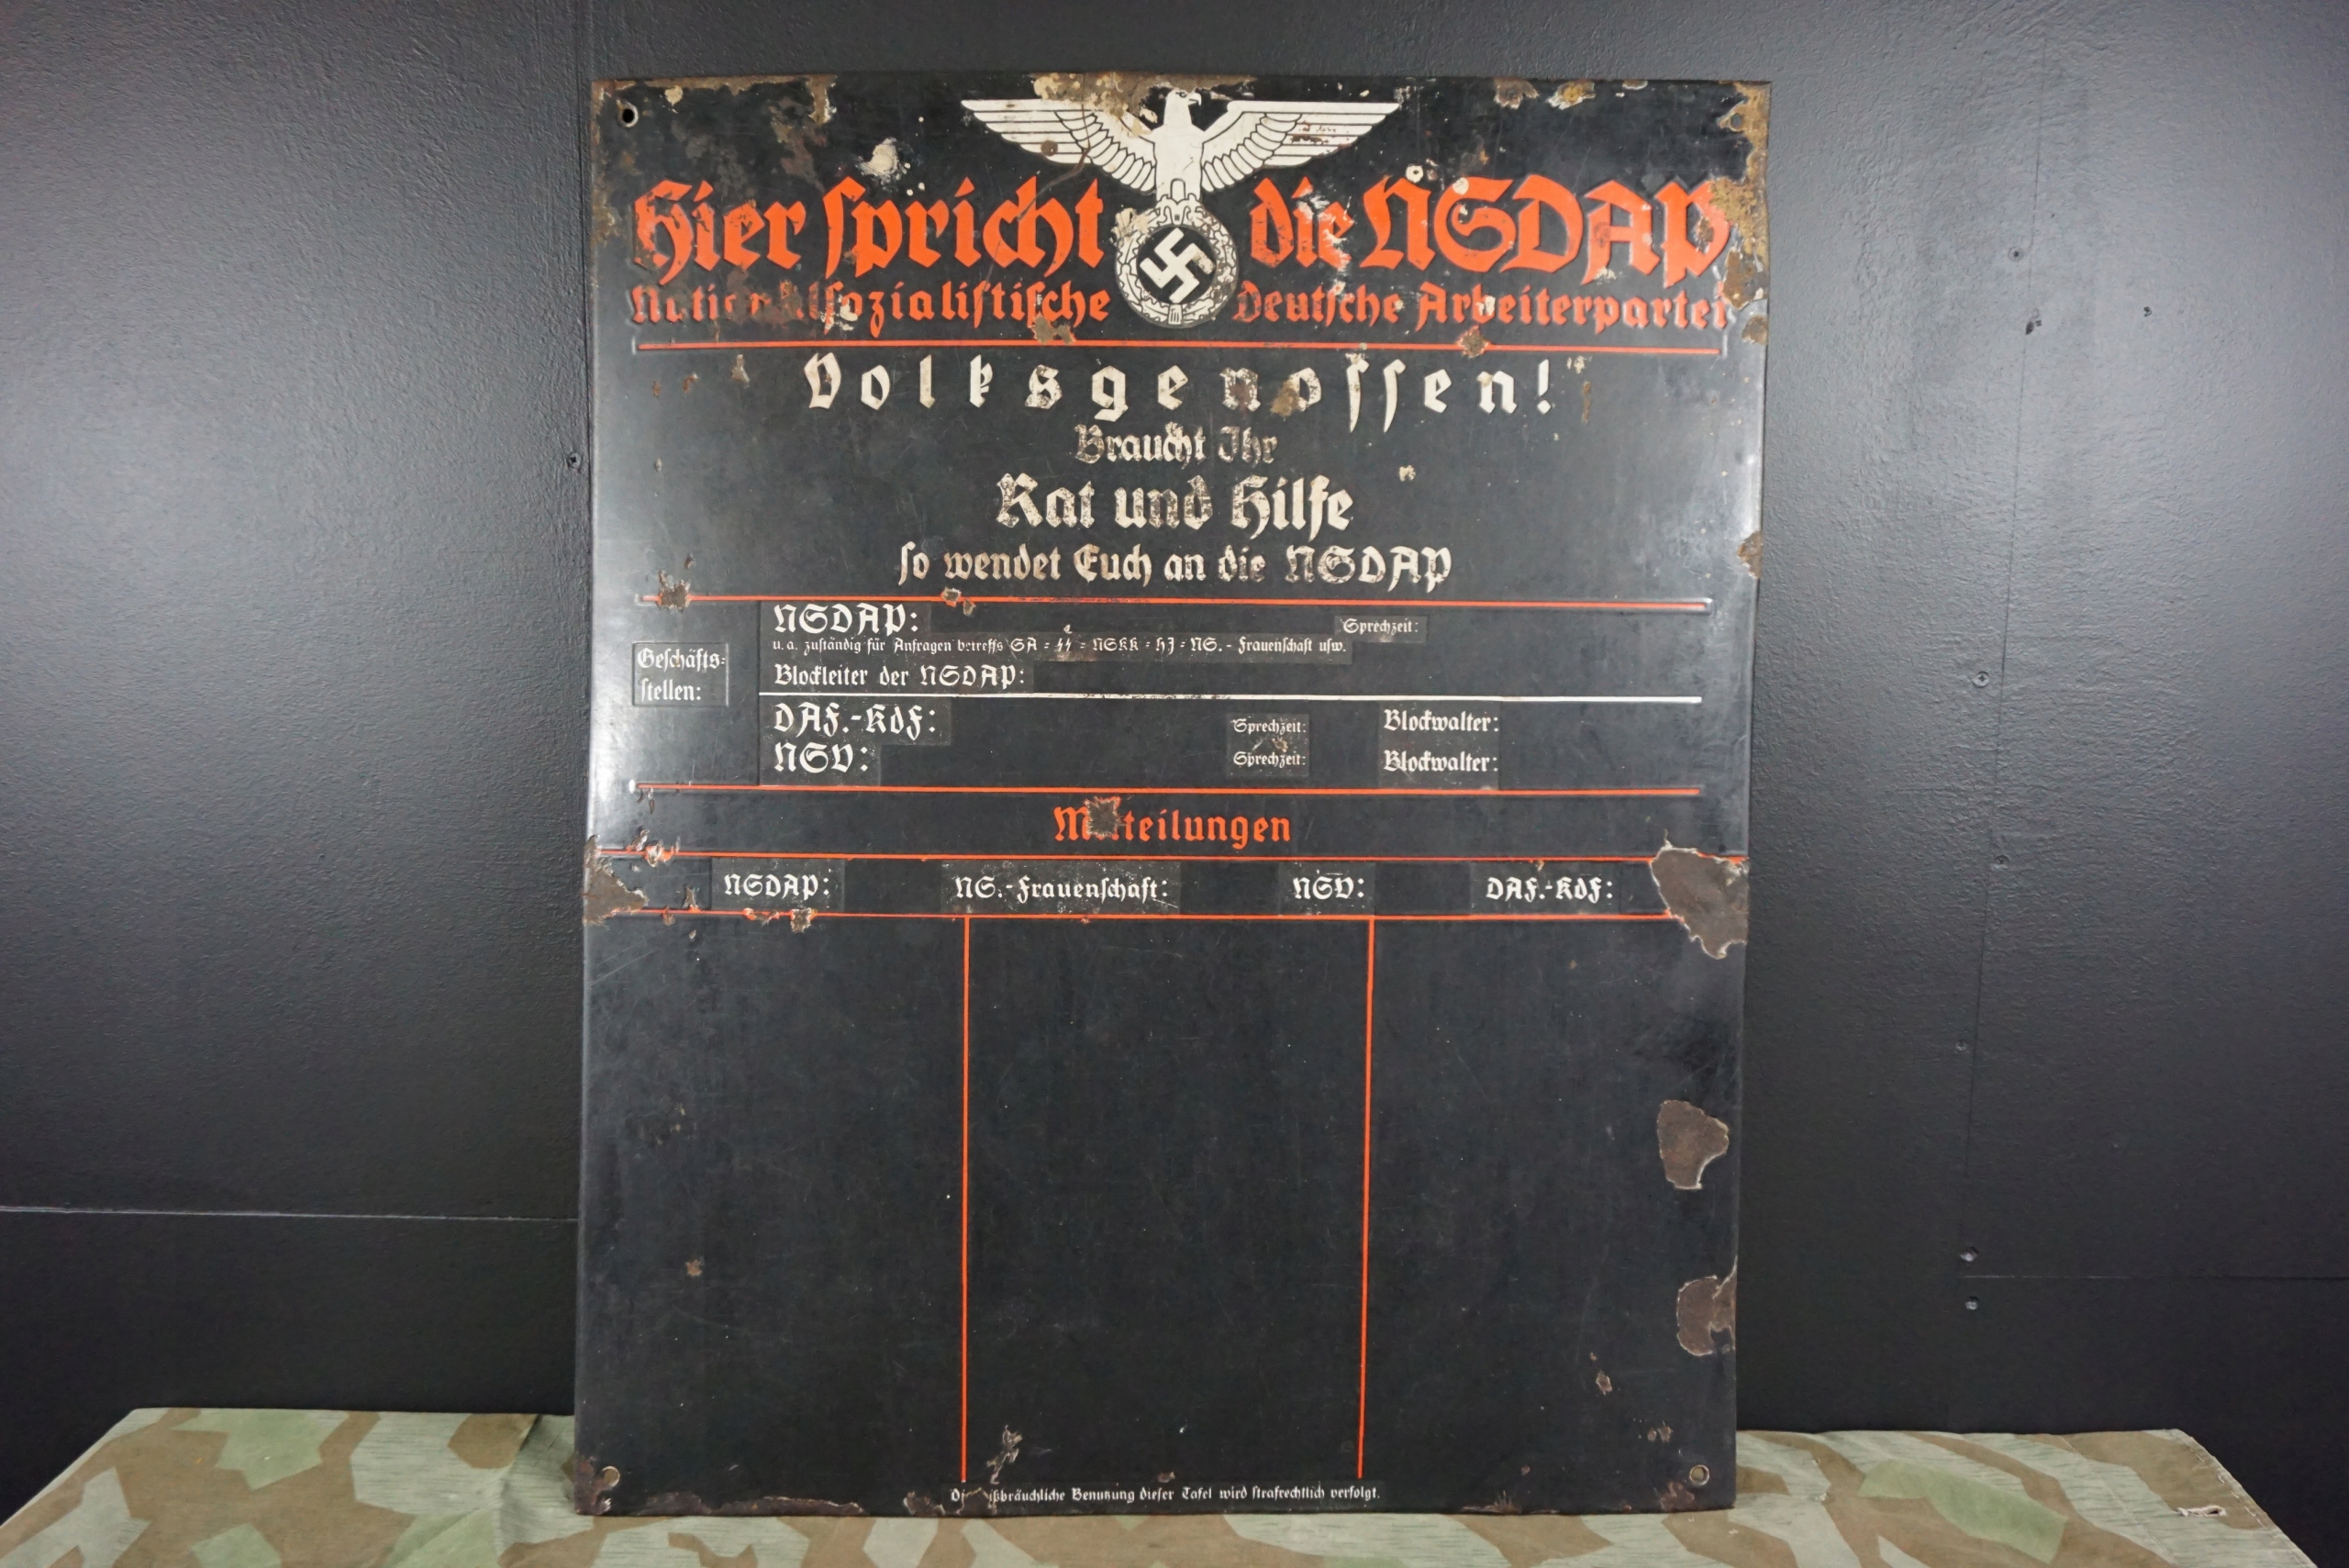 Hier spricht die NSDAP
Nationalsozialistische Deutsche Arbeiterpartei
Volksgenossen!
Braucht Ihr
Rat und Hilfe
so wendet Euch an die NSDAP
Geschäfts-
stellen:
NSDAP: Sprechzeit:
u. a. zuständig für Anfragen betreffs SA - SS - NSKK - HJ - NS. - Frauenschaft usw.
Blockleiter der NSDAP:
DAF.-KdF: Sprechzeit: Blockwalter:
NSV: Sprechzeit: Blockwalter:
Mitteilungen
NSDAP: NS.-Frauenschaft: NSV: DAF.-KdF:
Benutzung dieser Tafel wird strafrechtlich verfolgt.